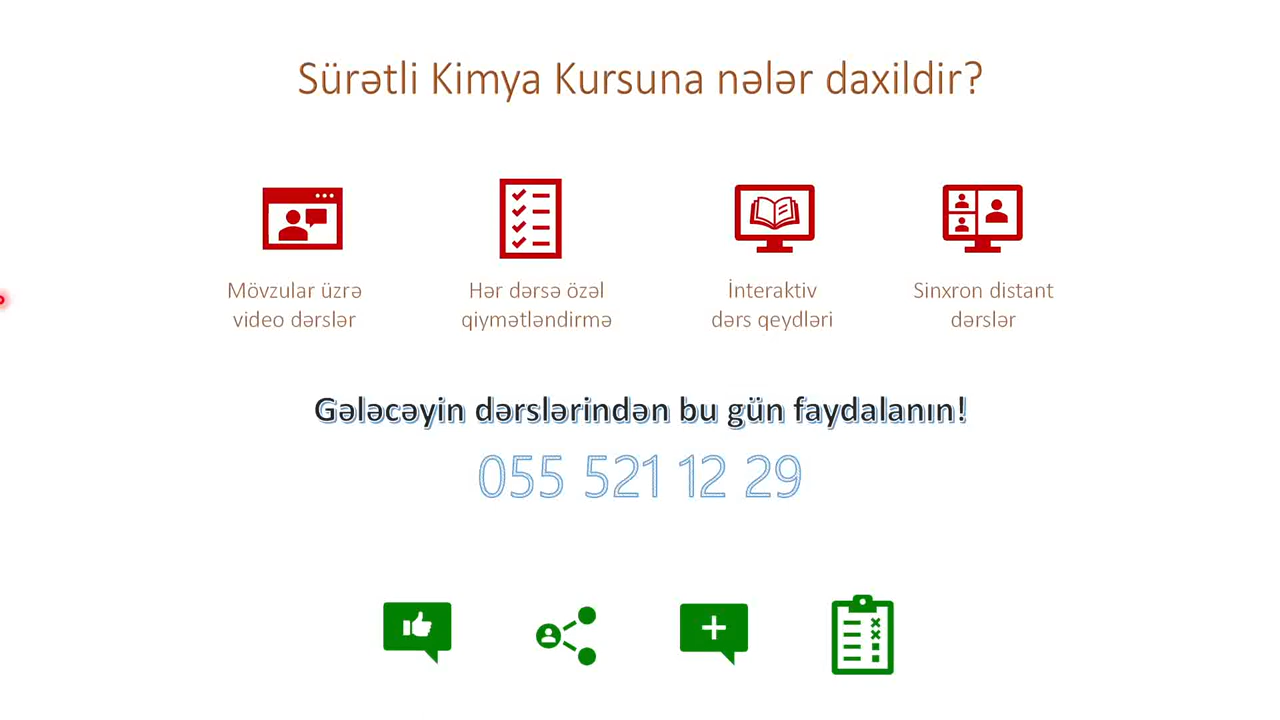 Sürətli Kimya Kursuna nələr daxildir?
Mövzular üzrə
video dərslər
Hər dərsə özəl
qiymətləndirmə
İnteraktiv
dərs qeydləri
Sinxron distant
dərslər
Gələcəyin dərslərindən bu gün faydalanın!
055 521 12 29